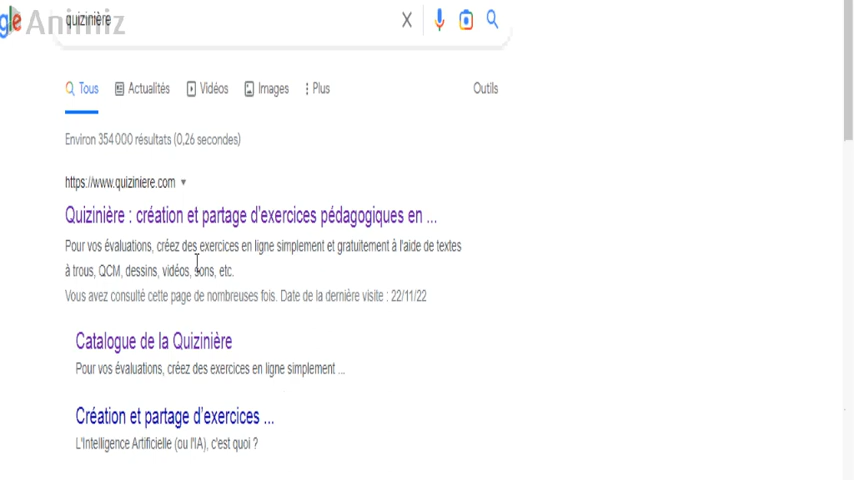 gle Animiz
quizinière
Tous Actualités Vidéos Images Plus Outils
Environ 354 000 résultats (0,26 secondes)
https://www.quiziniere.com
Quizinière : création et partage d'exercices pédagogiques en ...
Pour vos évaluations, créez des exercices en ligne simplement et gratuitement à l'aide de textes
à trous, QCM, dessins, vidéos, sons, etc.
Vous avez consulté cette page de nombreuses fois. Date de la dernière visite : 22/11/22
Catalogue de la Quizinière
Pour vos évaluations, créez des exercices en ligne simplement ...
Création et partage d'exercices ...
L'Intelligence Artificielle (ou l'IA), c'est quoi ?